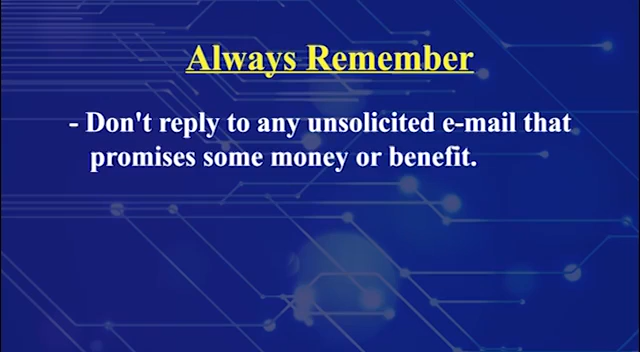 Always Remember
- Don't reply to any unsolicited e-mail that
promises some money or benefit.